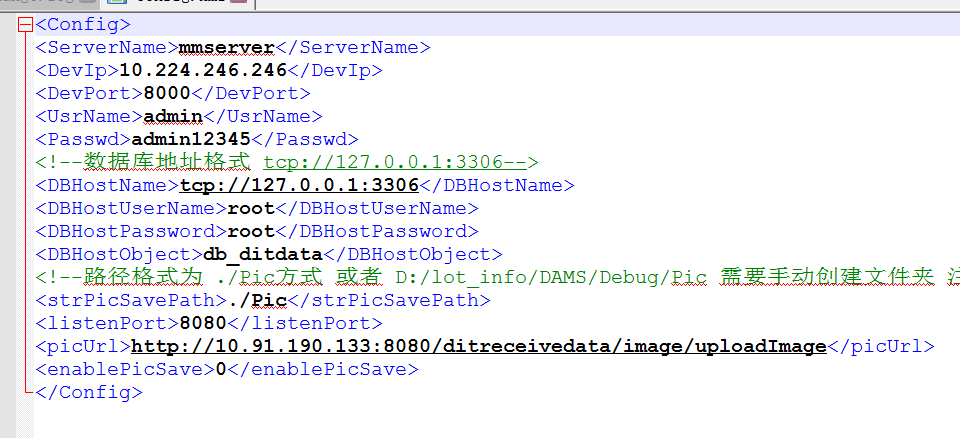 <Config>
<ServerName>mmserver</ServerName>
<DevIp>10.224.246.246</DevIp>
<DevPort>8000</DevPort>
<UsrName>admin</UsrName>
<Passwd>admin12345</Passwd>
<!--数据库地址格式 tcp://127.0.0.1:3306-->
<DBHostName>tcp://127.0.0.1:3306</DBHostName>
<DBHostUserName>root</DBHostUserName>
<DBHostPassword>root</DBHostPassword>
<DBHostObject>db_ditdata</DBHostObject>
<!--路径格式为 ./Pic方式 或者 D:/lot_info/DAMS/Debug/Pic 需要手动创建文件夹
<strPicSavePath>./Pic</strPicSavePath>
<listenPort>8080</listenPort>
<picUrl>http://10.91.190.133:8080/ditreceivedata/image/uploadImage</picUrl>
<enablePicSave>0</enablePicSave>
</Config>